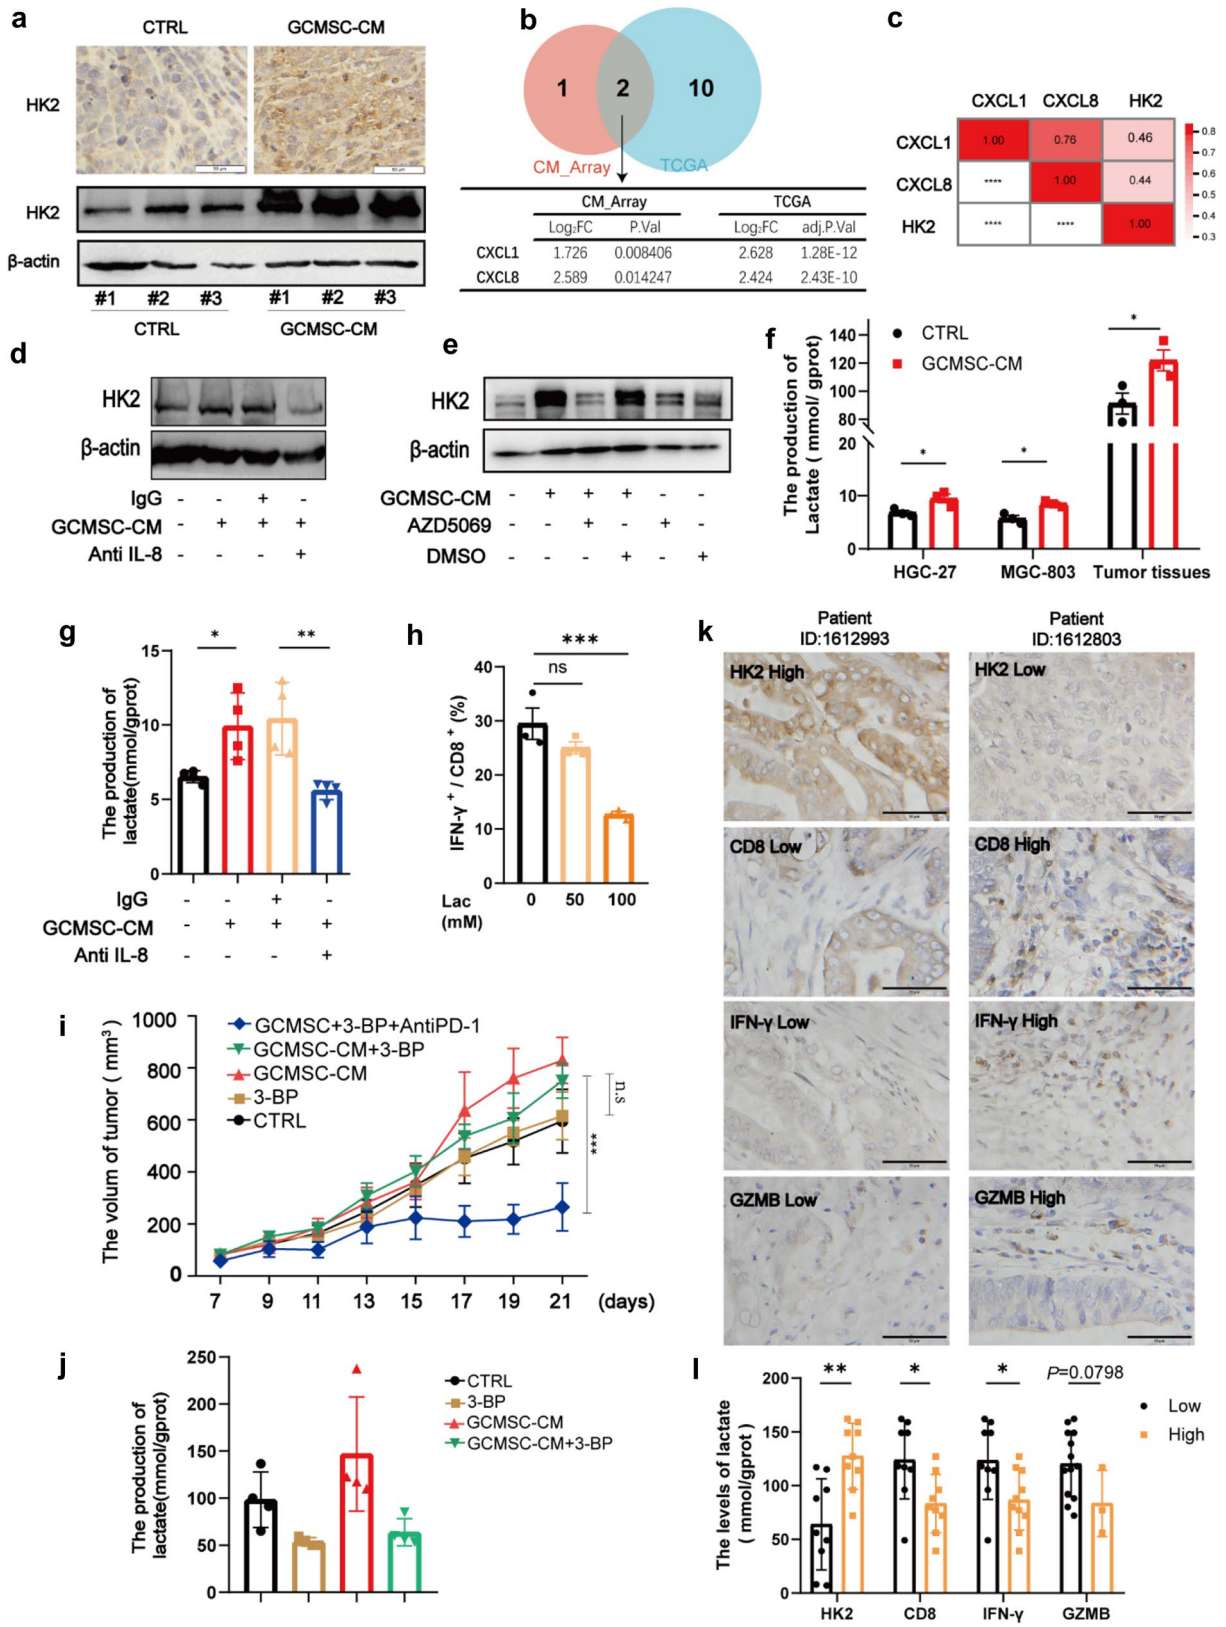 a
CTRL GCMSC-CM
HK2
HK2
β-actin
#1 #2 #3 #1 #2 #3
CTRL GCMSC-CM
b
1 2 10
CM_Array TCGA
CM_Array TCGA
Log₂FC P.Val Log₂FC adj.P.Val
CXCL1 1.726 0.008406 2.628 1.28E-12
CXCL8 2.589 0.014247 2.424 2.43E-10
c
CXCL1 CXCL8 HK2
CXCL1 1.00 0.76 0.46
CXCL8 **** 1.00 0.44
HK2 **** **** 1.00
0.8
0.7
0.6
0.5
0.4
0.3
d
HK2
β-actin
IgG - - + -
GCMSC-CM - + + +
Anti IL-8 - - - +
e
HK2
β-actin
GCMSC-CM - + + + - -
AZD5069 - - + - + -
DMSO - - - + - +
f
The production of
Lactate ( mmol/ gprot)
140
120
100
80
20
10
0
CTRL
GCMSC-CM
* * *
HGC-27 MGC-803 Tumor tissues
g
The production of
lactate(mmol/gprot)
15
10
5
0
* **
IgG - - + -
GCMSC-CM - + + +
Anti IL-8 - - - +
h
IFN-γ + / CD8 + (%)
40
30
20
10
0
***
ns
Lac
(mM)
0 50 100
i
The volum of tumor ( mm³ )
1000
800
600
400
200
0
GCMSC+3-BP+AntiPD-1
GCMSC-CM+3-BP
GCMSC-CM
3-BP
CTRL
n.s
***
7 9 11 13 15 17 19 21 (days)
j
The production of
lactate(mmol/gprot)
250
200
150
100
50
0
CTRL
3-BP
GCMSC-CM
GCMSC-CM+3-BP
k
Patient
ID:1612993
Patient
ID:1612803
HK2 High HK2 Low
CD8 Low CD8 High
IFN-γ Low IFN-γ High
GZMB Low GZMB High
l
The levels of lactate
( mmol/gprot )
200
150
100
50
0
** * * P=0.0798
Low
High
HK2 CD8 IFN-γ GZMB